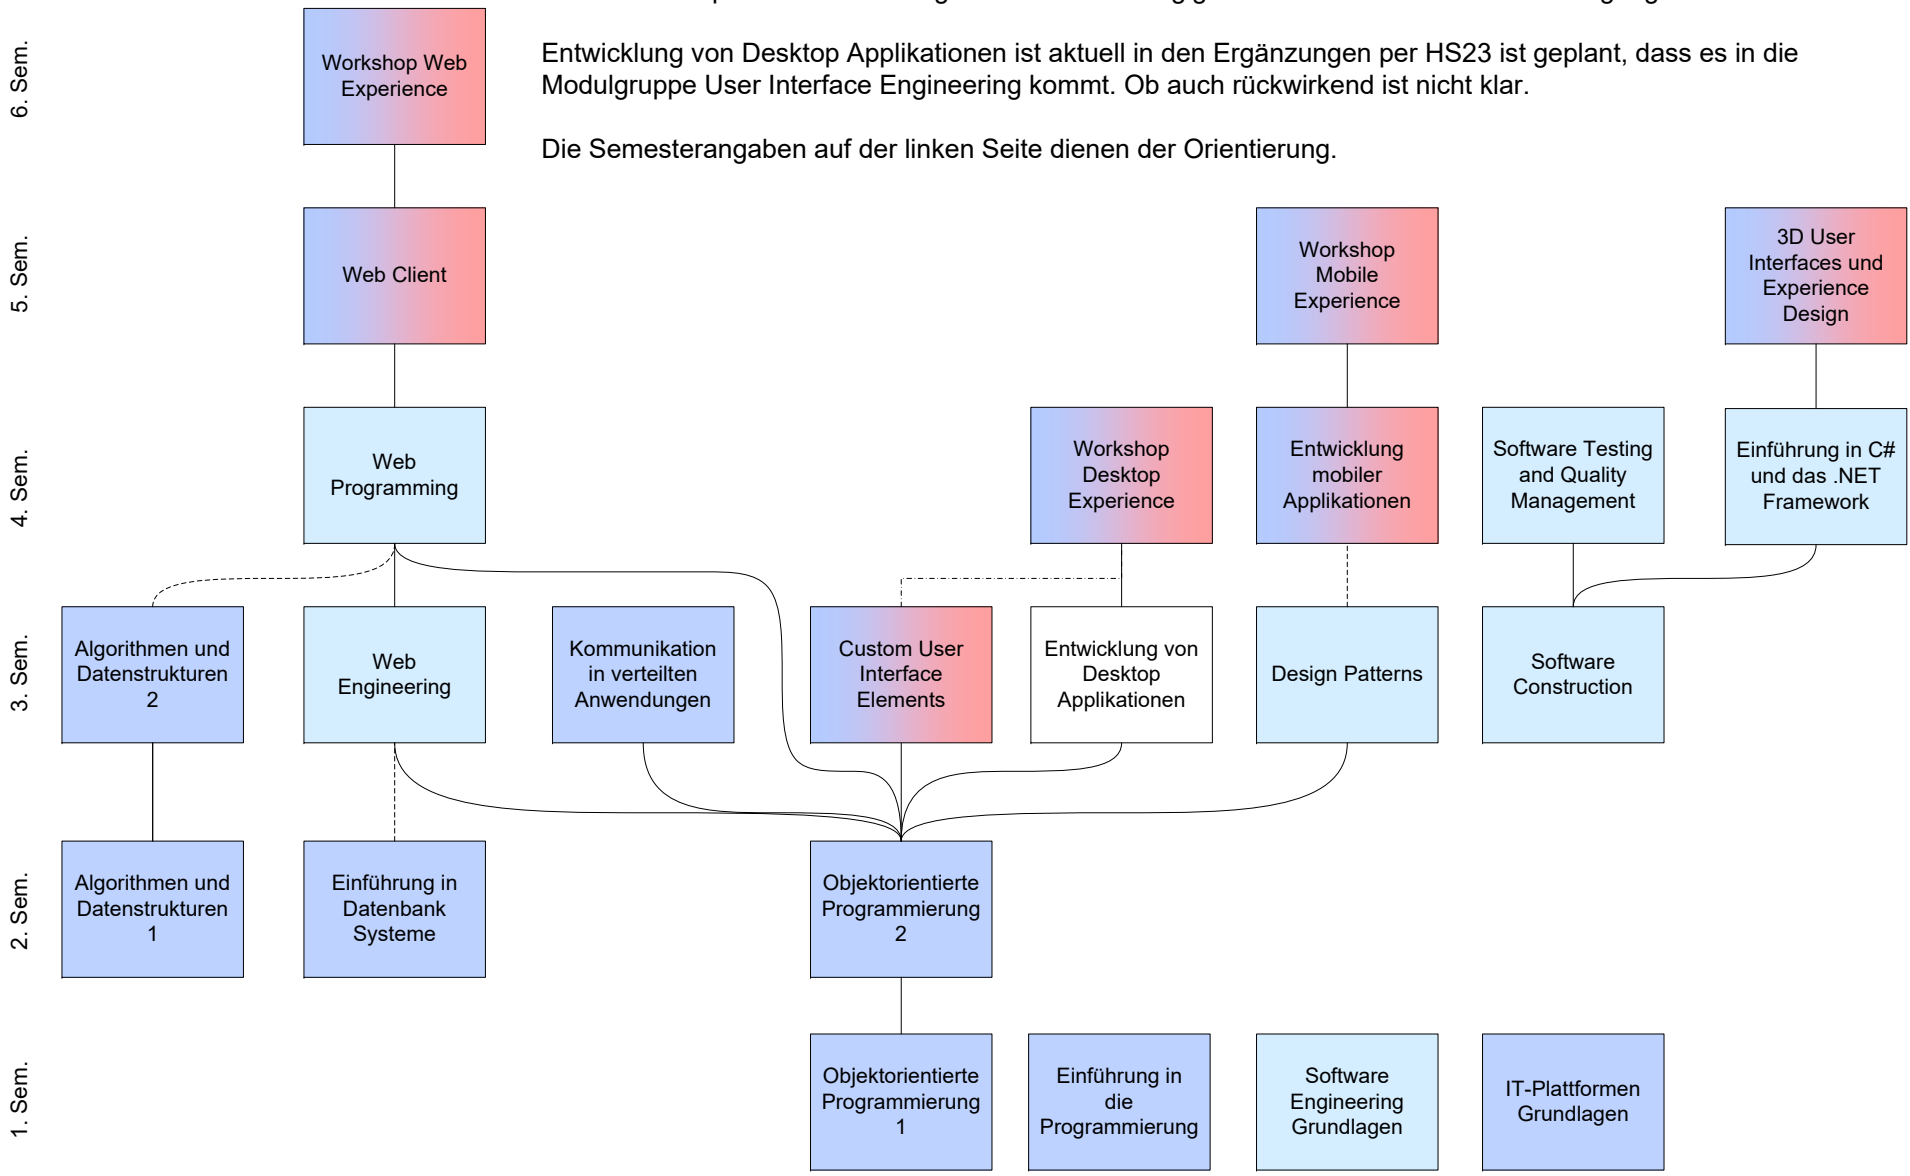 Entwicklung von Desktop Applikationen ist aktuell in den Ergänzungen per HS23 ist geplant, dass es in die
Modulgruppe User Interface Engineering kommt. Ob auch rückwirkend ist nicht klar.
Die Semesterangaben auf der linken Seite dienen der Orientierung.
6. Sem.
Workshop Web
Experience
5. Sem.
Web Client
Workshop
Mobile
Experience
3D User
Interfaces und
Experience
Design
4. Sem.
Web
Programming
Workshop
Desktop
Experience
Entwicklung
mobiler
Applikationen
Software Testing
and Quality
Management
Einführung in C#
und das .NET
Framework
3. Sem.
Algorithmen und
Datenstrukturen
2
Web
Engineering
Kommunikation
in verteilten
Anwendungen
Custom User
Interface
Elements
Entwicklung von
Desktop
Applikationen
Design Patterns
Software
Construction
2. Sem.
Algorithmen und
Datenstrukturen
1
Einführung in
Datenbank
Systeme
Objektorientierte
Programmierung
2
1. Sem.
Objektorientierte
Programmierung
1
Einführung in
die
Programmierung
Software
Engineering
Grundlagen
IT-Plattformen
Grundlagen